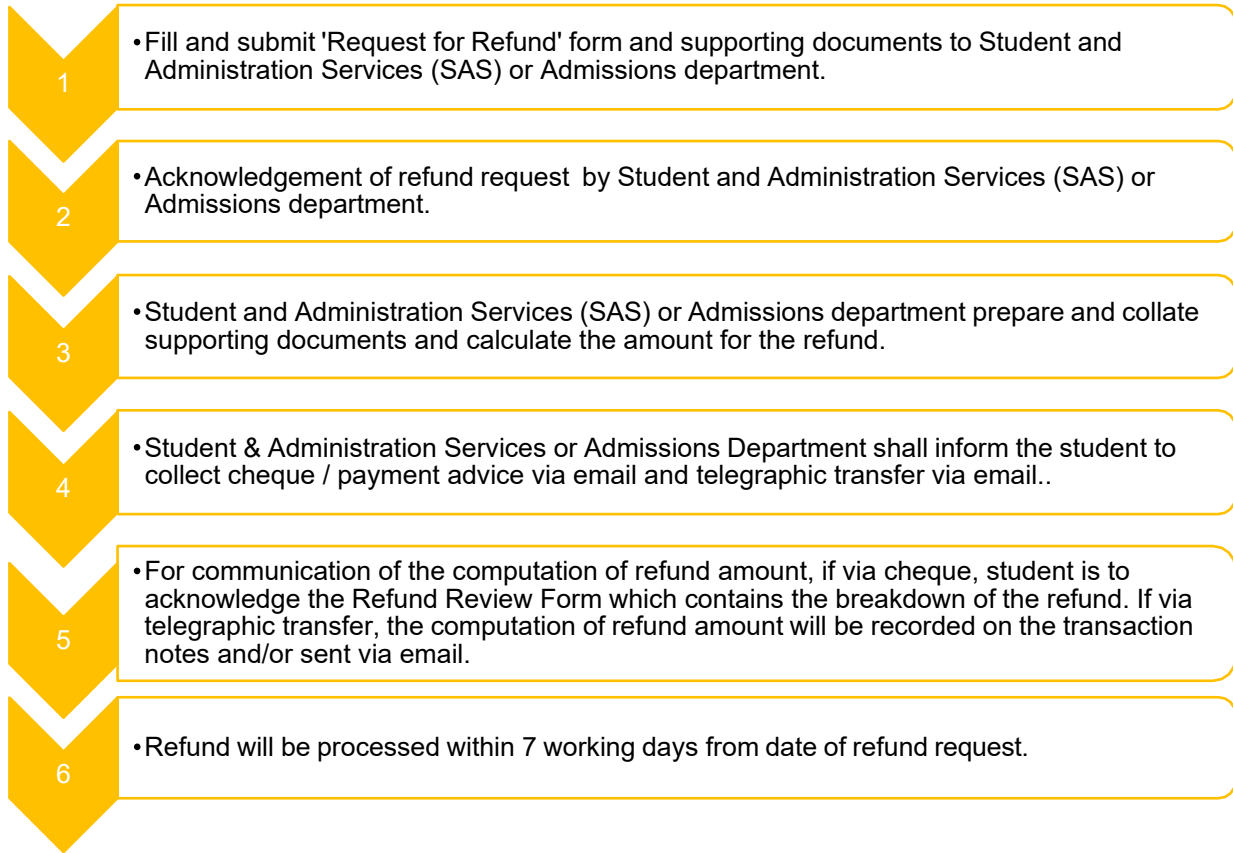 1
•Fill and submit 'Request for Refund' form and supporting documents to Student and
Administration Services (SAS) or Admissions department.
2
•Acknowledgement of refund request  by Student and Administration Services (SAS) or
Admissions department.
3
•Student and Administration Services (SAS) or Admissions department prepare and collate
supporting documents and calculate the amount for the refund.
4
•Student & Administration Services or Admissions Department shall inform the student to
collect cheque / payment advice via email and telegraphic transfer via email..
5
•For communication of the computation of refund amount, if via cheque, student is to
acknowledge the Refund Review Form which contains the breakdown of the refund. If via
telegraphic transfer, the computation of refund amount will be recorded on the transaction
notes and/or sent via email.
6
•Refund will be processed within 7 working days from date of refund request.